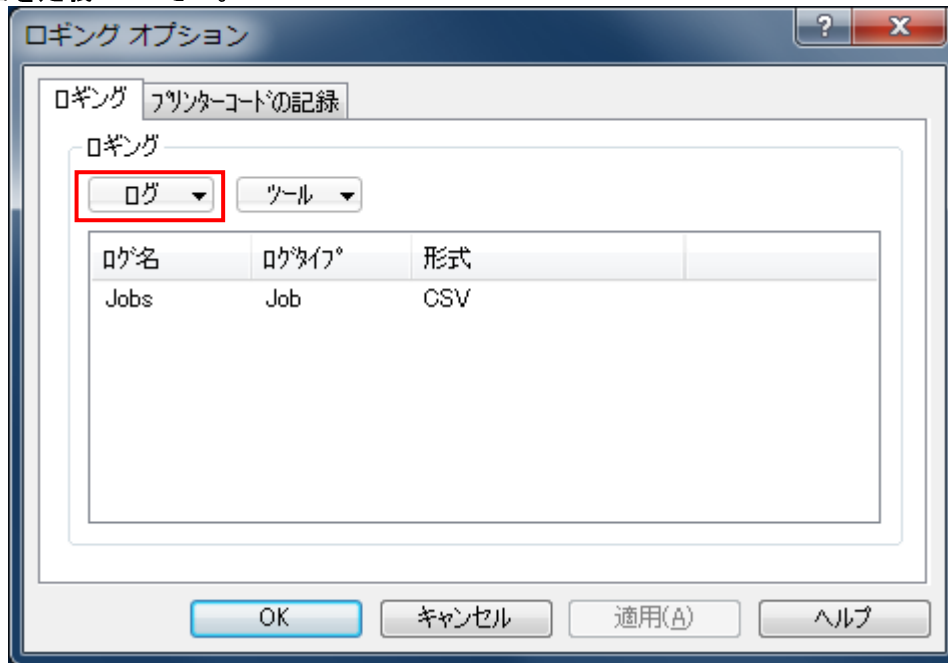 ロギング オプション
ロギング プリンターコードの記録
ロギング
ログ ツール
ログ名 ログタイプ 形式
Jobs Job CSV
OK キャンセル 適用(A) ヘルプ